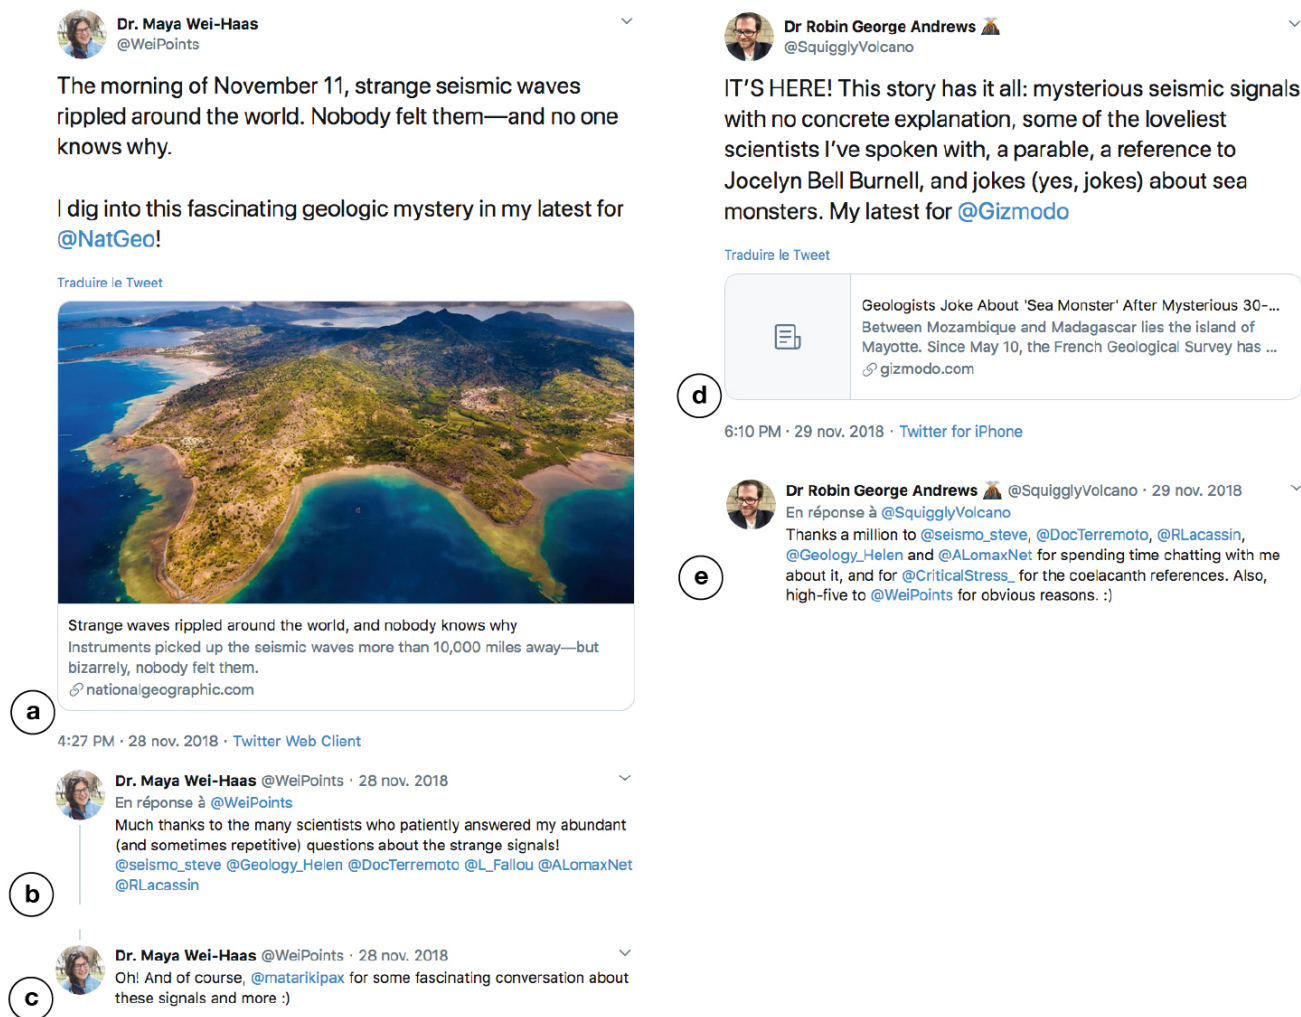 Dr. Maya Wei-Haas
@WeiPoints
The morning of November 11, strange seismic waves
rippled around the world. Nobody felt them—and no one
knows why.
I dig into this fascinating geologic mystery in my latest for
@NatGeo!
Traduire le Tweet
Strange waves rippled around the world, and nobody knows why
Instruments picked up the seismic waves more than 10,000 miles away—but
bizarrely, nobody felt them.
nationalgeographic.com
a
4:27 PM · 28 nov. 2018 · Twitter Web Client
Dr. Maya Wei-Haas @WeiPoints · 28 nov. 2018
En réponse à @WeiPoints
Much thanks to the many scientists who patiently answered my abundant
(and sometimes repetitive) questions about the strange signals!
@seismo_steve @Geology_Helen @DocTerremoto @L_Fallou @ALomaxNet
@RLacassin
b
Dr. Maya Wei-Haas @WeiPoints · 28 nov. 2018
Oh! And of course, @matarikipax for some fascinating conversation about
these signals and more :)
c
Dr Robin George Andrews 🌋
@SquigglyVolcano
IT'S HERE! This story has it all: mysterious seismic signals
with no concrete explanation, some of the loveliest
scientists I've spoken with, a parable, a reference to
Jocelyn Bell Burnell, and jokes (yes, jokes) about sea
monsters. My latest for @Gizmodo
Traduire le Tweet
Geologists Joke About 'Sea Monster' After Mysterious 30-...
Between Mozambique and Madagascar lies the island of
Mayotte. Since May 10, the French Geological Survey has ...
gizmodo.com
d
6:10 PM · 29 nov. 2018 · Twitter for iPhone
Dr Robin George Andrews 🌋 @SquigglyVolcano · 29 nov. 2018
En réponse à @SquigglyVolcano
Thanks a million to @seismo_steve, @DocTerremoto, @RLacassin,
@Geology_Helen and @ALomaxNet for spending time chatting with me
about it, and for @CriticalStress_ for the coelacanth references. Also,
high-five to @WeiPoints for obvious reasons. :)
e